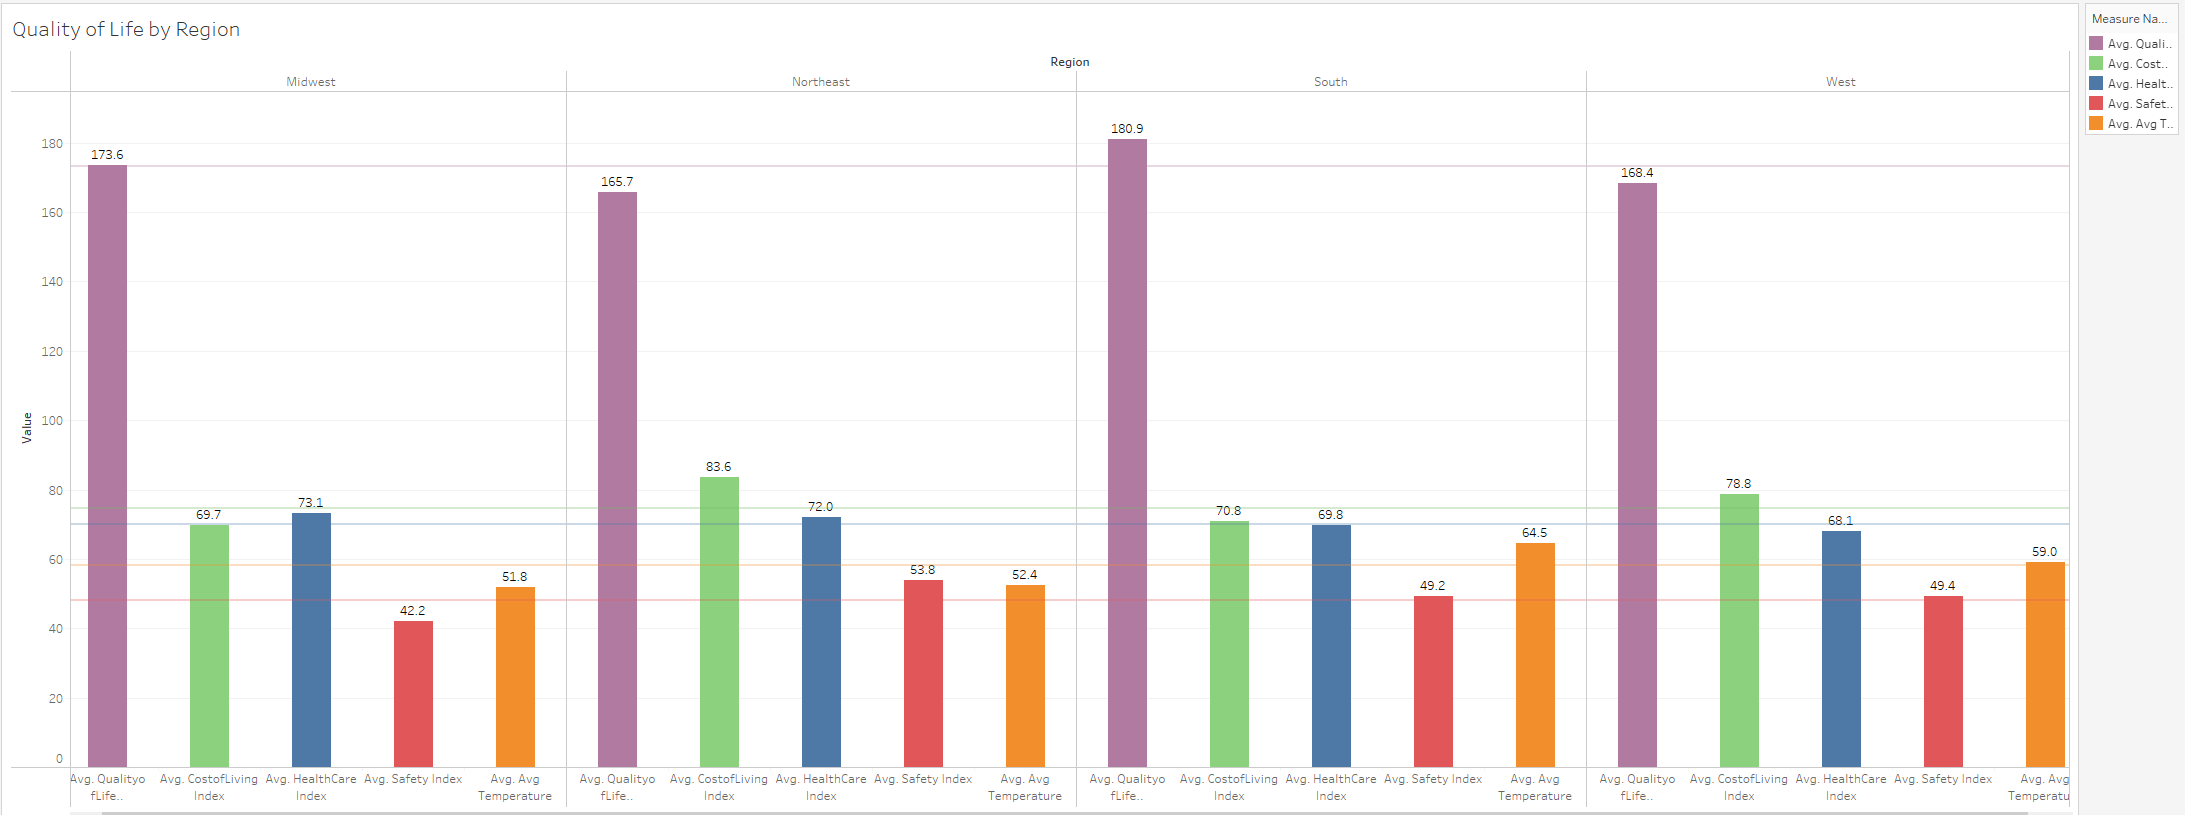 Quality of Life by Region
Measure Na...
Avg. Quali..
Avg. Cost..
Avg. Healt..
Avg. Safet..
Avg. Avg T..
Region
Midwest Northeast South West
Value
180
160
140
120
100
80
60
40
20
0
173.6 69.7 73.1 42.2 51.8
165.7 83.6 72.0 53.8 52.4
180.9 70.8 69.8 49.2 64.5
168.4 78.8 68.1 49.4 59.0
Avg. Qualityo Avg. CostofLiving Avg. HealthCare Avg. Safety Index Avg. Avg
fLife.. Index Index Temperature
Avg. Qualityo Avg. CostofLiving Avg. HealthCare Avg. Safety Index Avg. Avg
fLife.. Index Index Temperature
Avg. Qualityo Avg. CostofLiving Avg. HealthCare Avg. Safety Index Avg. Avg
fLife.. Index Index Temperature
Avg. Qualityo Avg. CostofLiving Avg. HealthCare Avg. Safety Index Avg. Avg
fLife.. Index Index Temperatu